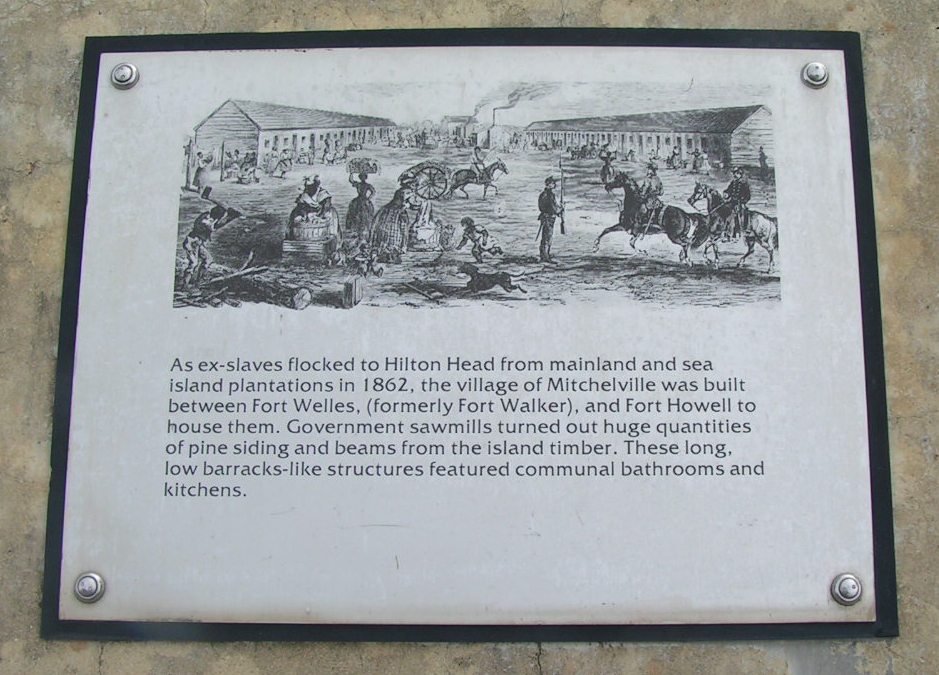 As ex-slaves flocked to Hilton Head from mainland and sea
island plantations in 1862, the village of Mitchelville was built
between Fort Welles, (formerly Fort Walker), and Fort Howell to
house them. Government sawmills turned out huge quantities
of pine siding and beams from the island timber. These long,
low barracks-like structures featured communal bathrooms and
kitchens.